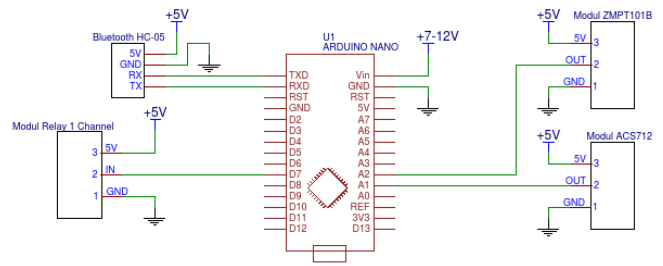 +5V
Bluetooth HC-05
5V
GND
RX
TX
Modul Relay 1 Channel
+5V
3 5V
2 IN
1 GND
U1
ARDUINO NANO
+7-12V
TXD Vin
RXD GND
RST RST
GND 5V
D2 A7
D3 A6
D4 A5
D5 A4
D6 A3
D7 A2
D8 A1
D9 A0
D10 REF
D11 3V3
D12 D13
Modul ZMPT101B
+5V
5V 3
OUT 2
GND 1
Modul ACS712
+5V
5V 3
OUT 2
GND 1